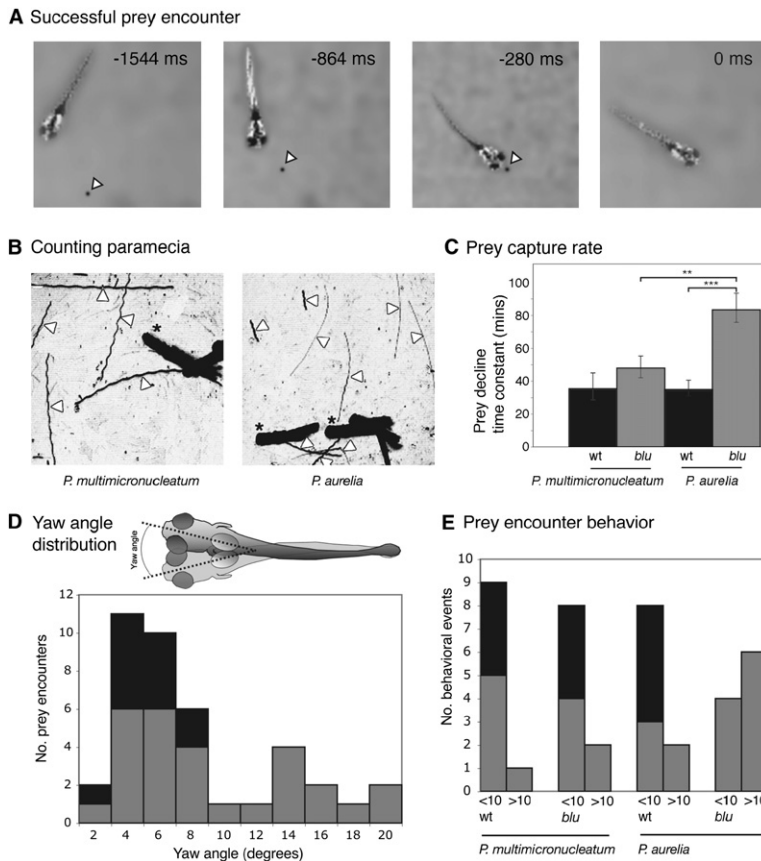 A Successful prey encounter
-1544 ms
-864 ms
-280 ms
0 ms
B Counting paramecia
*
P. multimicronucleatum
* *
P. aurelia
C Prey capture rate
Prey decline
time constant (mins)
100
80
60
40
20
0
**
***
wt blu wt blu
P. multimicronucleatum P. aurelia
D Yaw angle
distribution
Yaw angle
No. prey encounters
12
10
8
6
4
2
0
2 4 6 8 10 12 14 16 18 20
Yaw angle (degrees)
E Prey encounter behavior
No. behavioral events
10
9
8
7
6
5
4
3
2
1
0
<10 >10 <10 >10 <10 >10 <10 >10
wt blu wt blu
P. multimicronucleatum P. aurelia